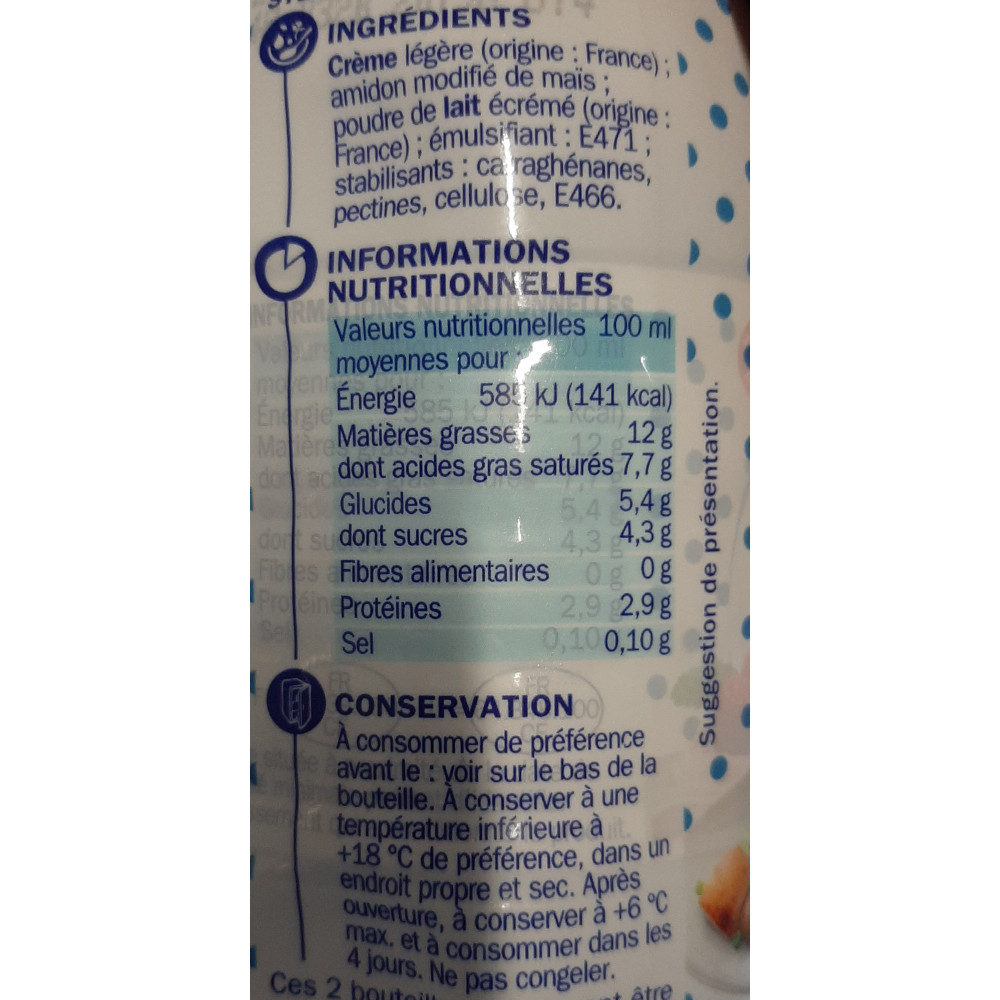 INGRÉDIENTS
Crème légère (origine : France) ;
amidon modifié de maïs ;
poudre de lait écrémé (origine :
France) ; émulsifiant : E471 ;
stabilisants : carraghénanes,
pectines, cellulose, E466.
INFORMATIONS
NUTRITIONNELLES
Valeurs nutritionnelles 100 ml
moyennes pour :
Énergie 585 kJ (141 kcal)
Matières grasses 12 g
dont acides gras saturés 7,7 g
Glucides 5,4 g
dont sucres 4,3 g
Fibres alimentaires 0 g
Protéines 2,9 g
Sel 0,10 g
CONSERVATION
À consommer de préférence
avant le : voir sur le bas de la
bouteille. À conserver à une
température inférieure à
+18 °C de préférence, dans un
endroit propre et sec. Après
ouverture, à conserver à +6 °C
max. et à consommer dans les
4 jours. Ne pas congeler.
Ces 2
être
Suggestion de présentation.